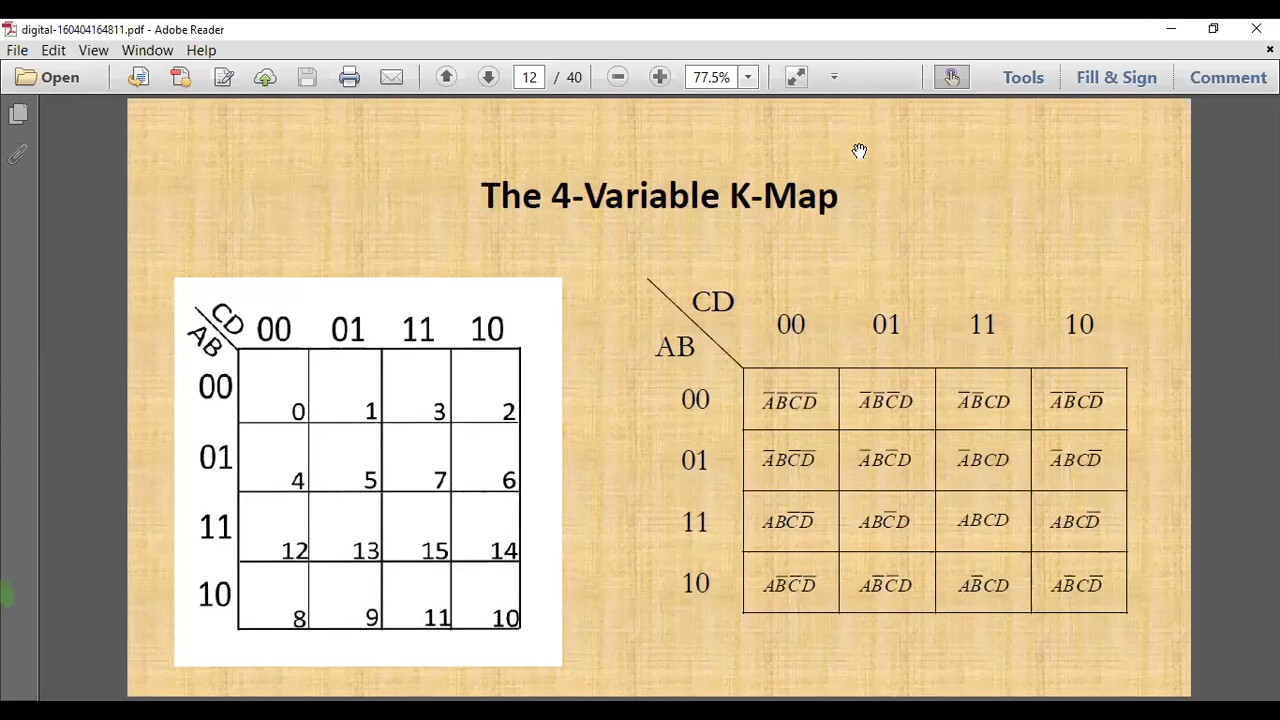 digital-160404164811.pdf - Adobe Reader
File Edit View Window Help
Open 12 / 40 77.5% Tools Fill & Sign Comment
The 4-Variable K-Map
CD
AB
00 01 11 10
00 0 1 3 2
01 4 5 7 6
11 12 13 15 14
10 8 9 11 10
CD
AB
00 01 11 10
00 A̅B̅C̅D̅ A̅B̅C̅D A̅B̅CD A̅B̅CD̅
01 A̅BC̅D̅ A̅BC̅D A̅BCD A̅BCD̅
11 ABC̅D̅ ABC̅D ABCD ABCD̅
10 AB̅C̅D̅ AB̅C̅D AB̅CD AB̅CD̅